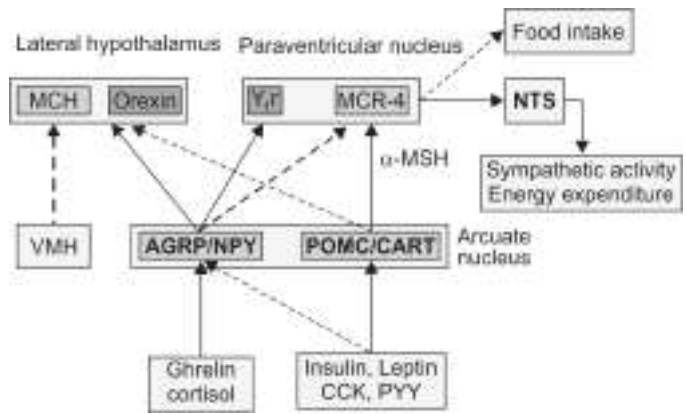 Food intake
Lateral hypothalamus
Paraventricular nucleus
MCH
Orexin
MCR-4
NTS
α-MSH
Sympathetic activity
Energy expenditure
VMH
AGRP/NPY
POMC/CART
Arcuate
nucleus
Ghrelin
cortisol
Insulin, Leptin
CCK, PYY